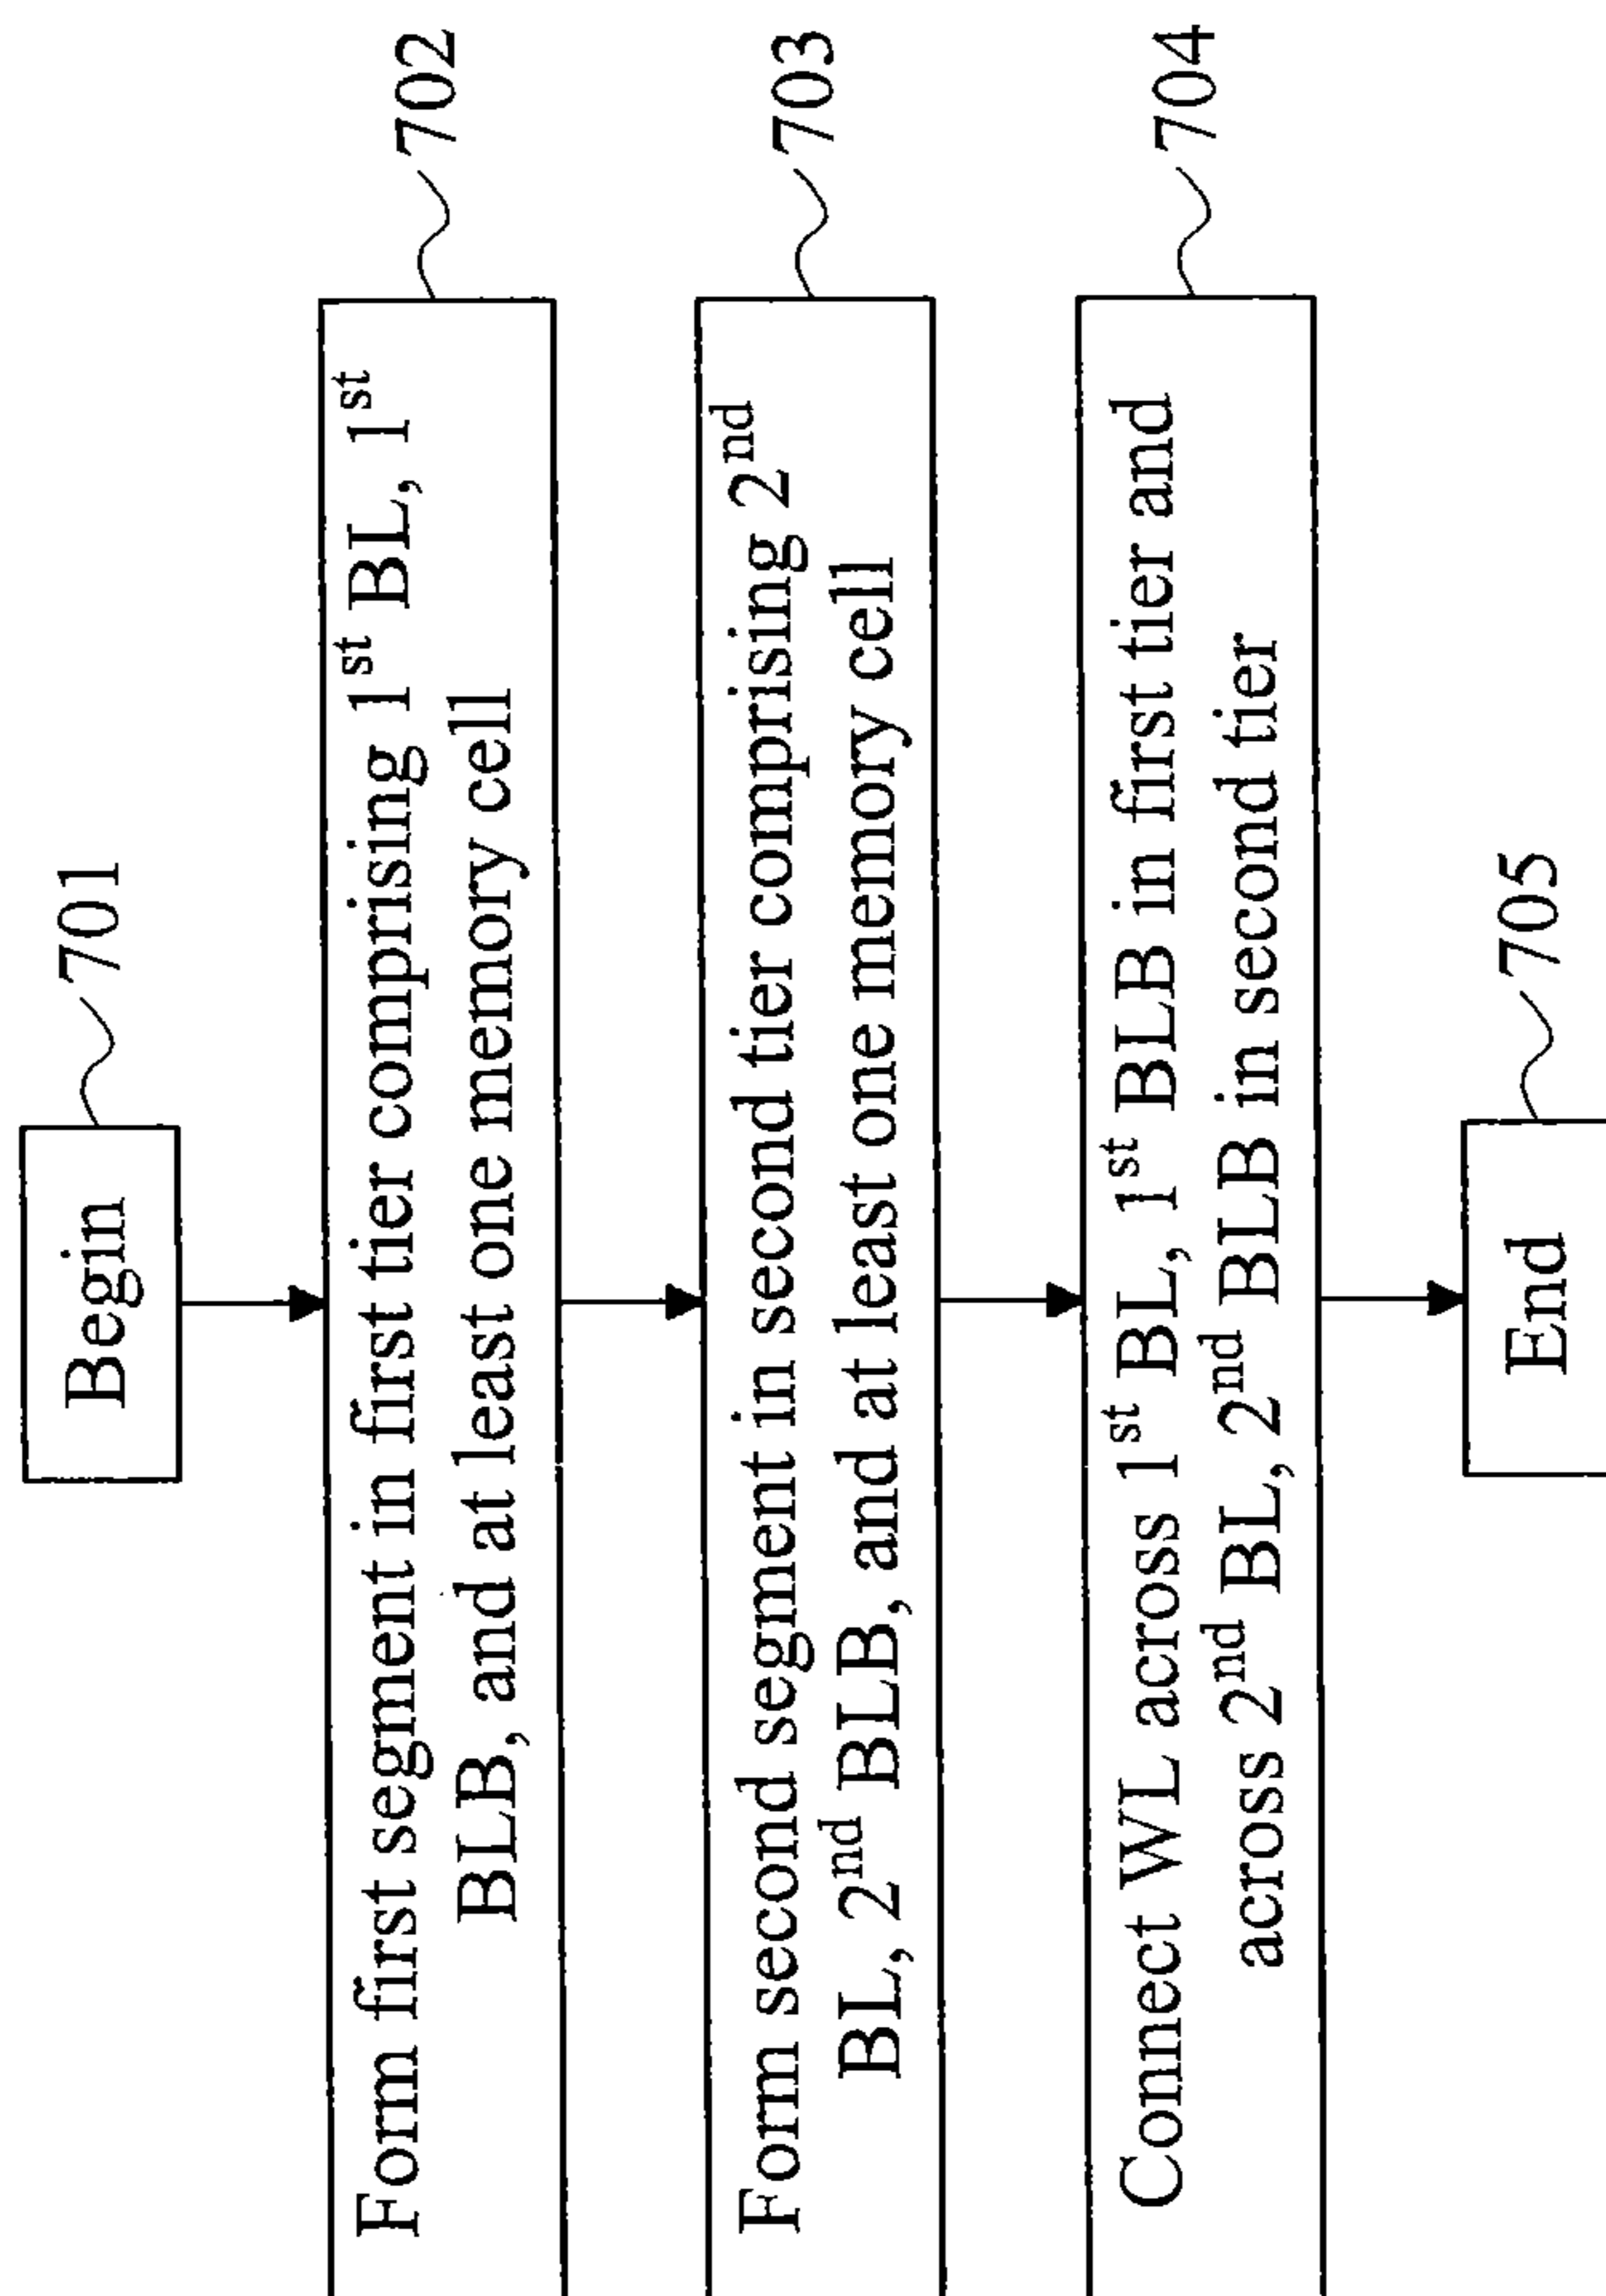 Begin
701
Form first segment in first tier comprising 1st BL, 1st
BLB, and at least one memory cell
702
Form second segment in second tier comprising 2nd
BL, 2nd BLB, and at least one memory cell
703
Connect WL across 1st BL, 1st BLB in first tier and
across 2nd BL, 2nd BLB in second tier
704
End
705